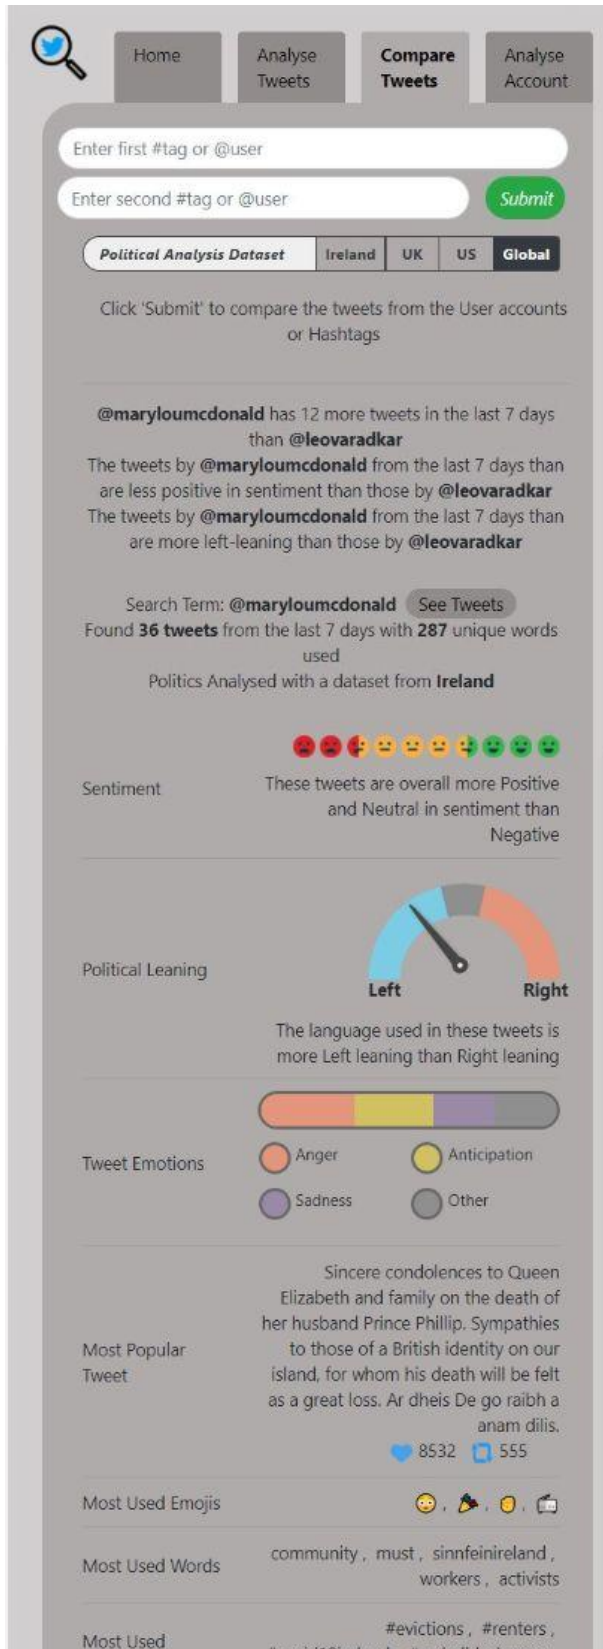 Home
Analyse Tweets
Compare Tweets
Analyse Account
Enter first #tag or @user
Enter second #tag or @user
Submit
Political Analysis Dataset Ireland UK US Global
Click 'Submit' to compare the tweets from the User accounts
or Hashtags
@maryloumcdonald has 12 more tweets in the last 7 days
than @leovaradkar
The tweets by @maryloumcdonald from the last 7 days than
are less positive in sentiment than those by @leovaradkar
The tweets by @maryloumcdonald from the last 7 days than
are more left-leaning than those by @leovaradkar
Search Term: @maryloumcdonald See Tweets
Found 36 tweets from the last 7 days with 287 unique words
used
Politics Analysed with a dataset from Ireland
Sentiment
These tweets are overall more Positive
and Neutral in sentiment than
Negative
Political Leaning
Left Right
The language used in these tweets is
more Left leaning than Right leaning
Tweet Emotions
Anger Anticipation
Sadness Other
Most Popular
Tweet
Sincere condolences to Queen
Elizabeth and family on the death of
her husband Prince Phillip. Sympathies
to those of a British identity on our
island, for whom his death will be felt
as a great loss. Ar dheis De go raibh a
anam dilis.
8532 555
Most Used Emojis
Most Used Words
community , must , sinnfeinireland ,
workers , activists
Most Used
#evictions , #renters ,